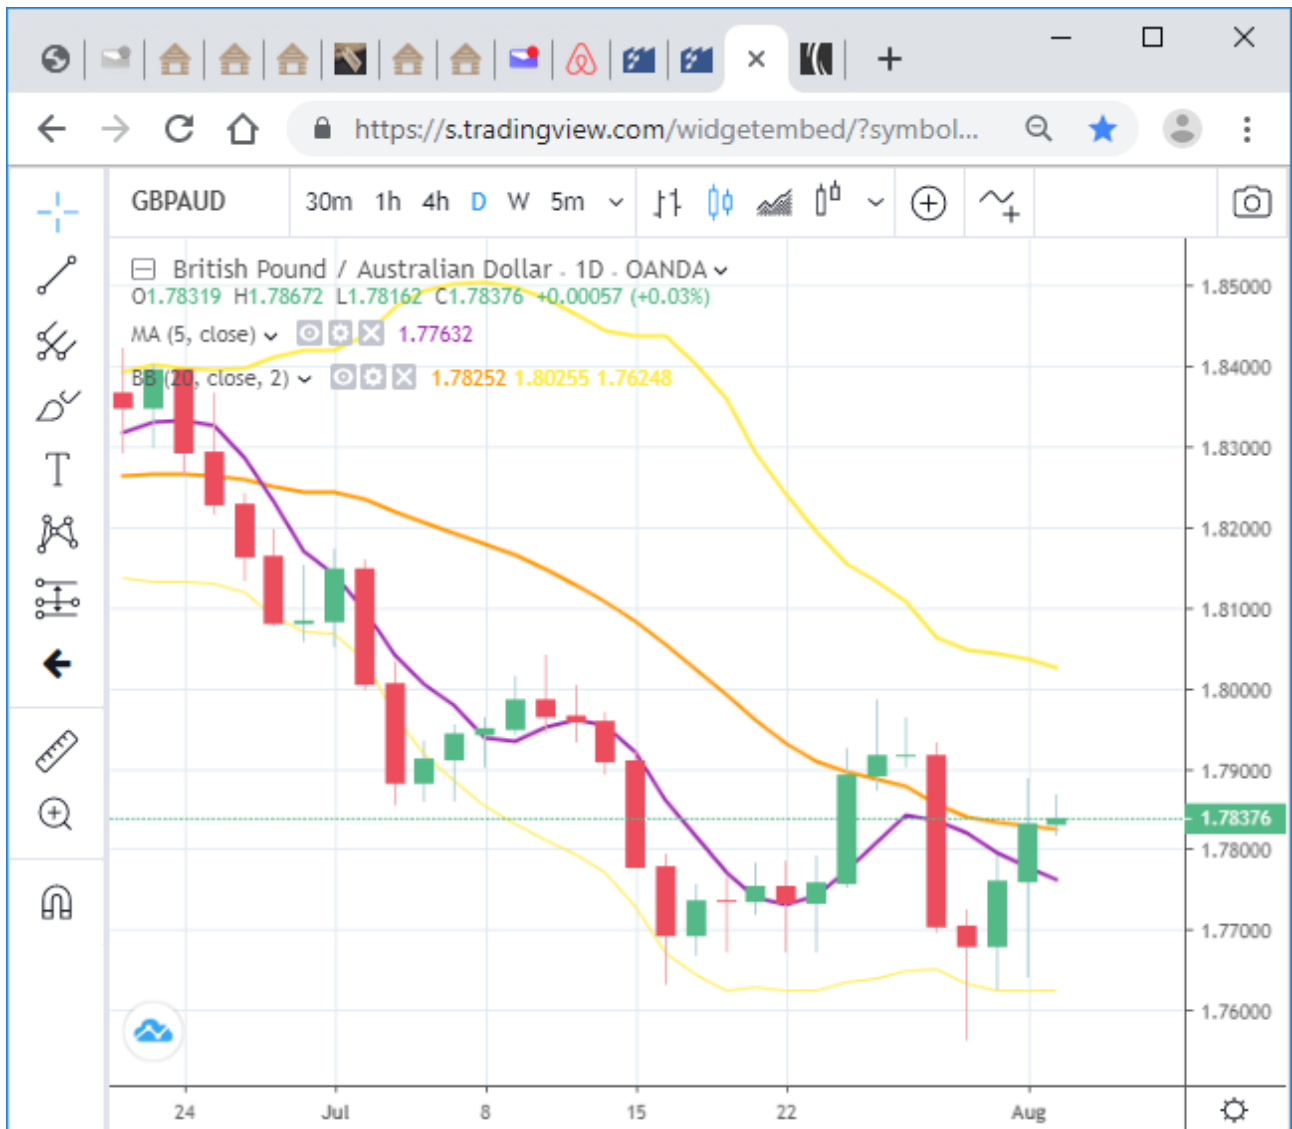 https://s.tradingview.com/widgetembed/?symbol...
GBPAUD 30m 1h 4h D W 5m
British Pound / Australian Dollar · 1D · OANDA
O1.78319 H1.78672 L1.78162 C1.78376 +0.00057 (+0.03%)
MA (5, close) 1.77632
BB (20, close, 2) 1.78252 1.80255 1.76248
T
1.85000
1.84000
1.83000
1.82000
1.81000
1.80000
1.79000
1.78376
1.78000
1.77000
1.76000
24 Jul 8 15 22 Aug